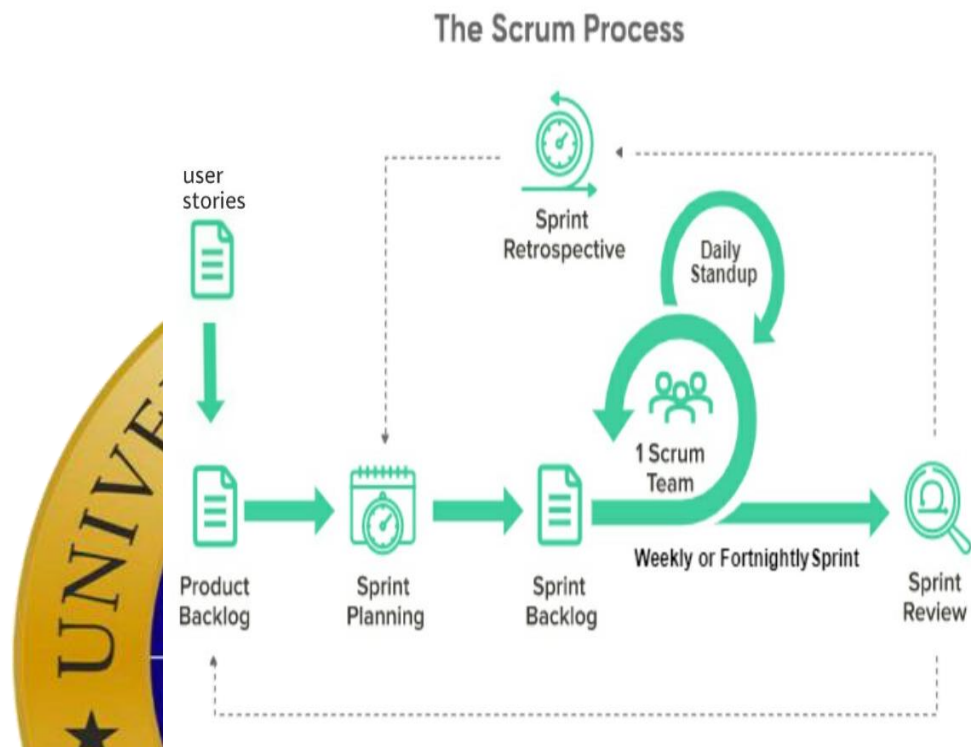 The Scrum Process
user
stories
Sprint
Retrospective
Daily
Standup
1 Scrum
Team
Weekly or Fortnightly Sprint
Product
Backlog
Sprint
Planning
Sprint
Backlog
Sprint
Review